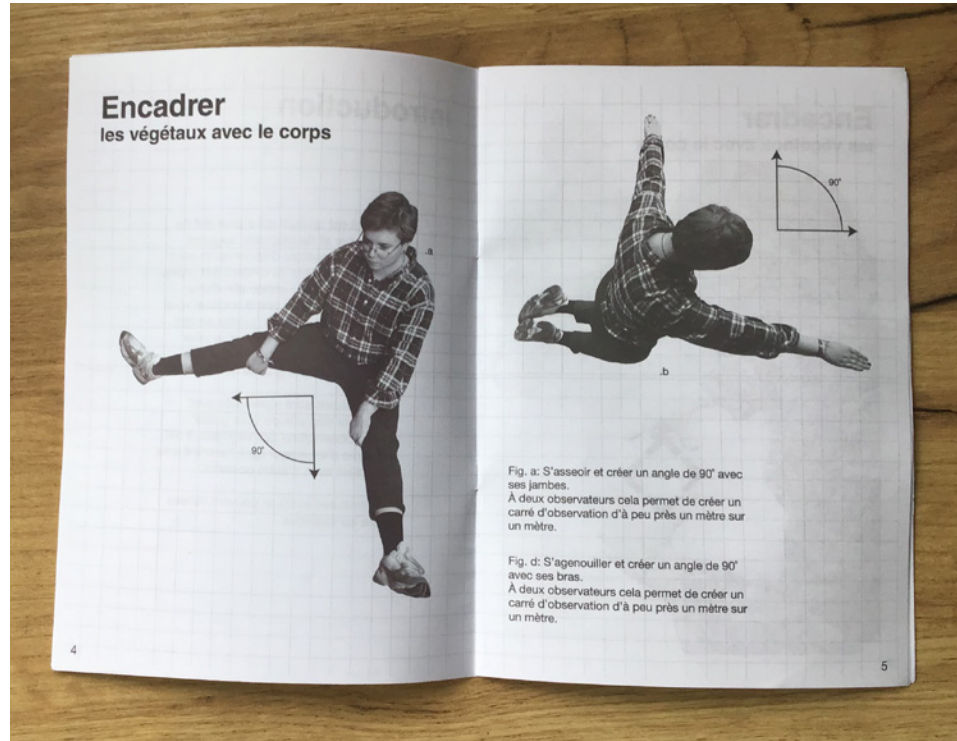 Encadrer
les végétaux avec le corps
.a
90°
4
90°
.b
Fig. a: S'asseoir et créer un angle de 90° avec
ses jambes.
À deux observateurs cela permet de créer un
carré d'observation d'à peu près un mètre sur
un mètre.
Fig. d: S'agenouiller et créer un angle de 90°
avec ses bras.
À deux observateurs cela permet de créer un
carré d'observation d'à peu près un mètre sur
un mètre.
5